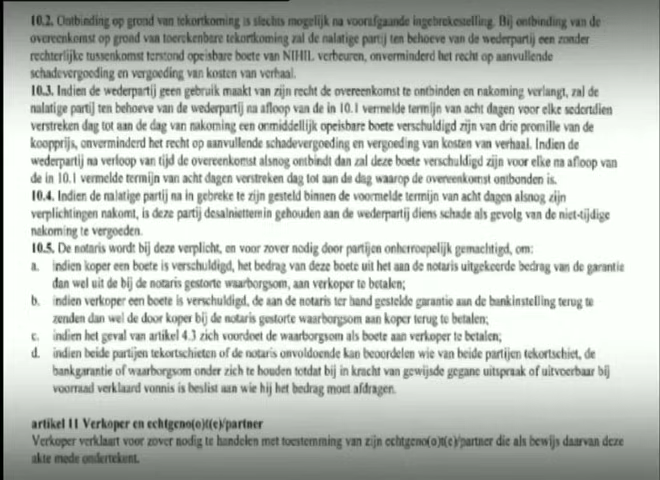 10.2. Ontbinding op grond van tekortkoming is slechts mogelijk na voorafgaande ingebrekestelling. Bij ontbinding van de
overeenkomst op grond van toerekenbare tekortkoming zal de nalatige partij ten behoeve van de wederpartij een zonder
rechterlijke tussenkomst terstond opeisbare boete van NIHIL verbeuren, onverminderd het recht op aanvullende
schadevergoeding en vergoeding van kosten van verhaal.
10.3. Indien de wederpartij geen gebruik maakt van zijn recht de overeenkomst te ontbinden en nakoming verlangt, zal de
nalatige partij ten behoeve van de wederpartij na afloop van de in 10.1 vermelde termijn van acht dagen voor elke sedertdien
verstreken dag tot aan de dag van nakoming een onmiddellijk opeisbare boete verschuldigd zijn van drie promille van de
koopprijs, onverminderd het recht op aanvullende schadevergoeding en vergoeding van kosten van verhaal. Indien de
wederpartij na verloop van tijd de overeenkomst alsnog ontbindt dan zal deze boete verschuldigd zijn voor elke na afloop van
de in 10.1 vermelde termijn van acht dagen verstreken dag tot aan de dag waarop de overeenkomst ontbonden is.
10.4. Indien de nalatige partij na in gebreke te zijn gesteld binnen de voormelde termijn van acht dagen alsnog zijn
verplichtingen nakomt, is deze partij desalniettemin gehouden aan de wederpartij diens schade als gevolg van de niet-tijdige
nakoming te vergoeden.
10.5. De notaris wordt bij deze verplicht, en voor zover nodig door partijen onherroepelijk gemachtigd, om:
a. indien koper een boete is verschuldigd, het bedrag van deze boete uit het aan de notaris uitgekeerde bedrag van de garantie
dan wel uit de bij de notaris gestorte waarborgsom, aan verkoper te betalen;
b. indien verkoper een boete is verschuldigd, de aan de notaris ter hand gestelde garantie aan de bankinstelling terug te
zenden dan wel de door koper bij de notaris gestorte waarborgsom aan koper terug te betalen;
c. indien het geval van artikel 4.3 zich voordoet de waarborgsom als boete aan verkoper te betalen;
d. indien beide partijen tekortschieten of de notaris onvoldoende kan beoordelen wie van beide partijen tekortschiet, de
bankgarantie of waarborgsom onder zich te houden totdat bij in kracht van gewijsde gegane uitspraak of uitvoerbaar bij
voorraad verklaard vonnis is beslist aan wie hij het bedrag moet afdragen.
artikel 11 Verkoper en echtgeno(o)t(e)/partner
Verkoper verklaart voor zover nodig te handelen met toestemming van zijn echtgeno(o)t(e)/partner die als bewijs daarvan deze
akte mede ondertekent.